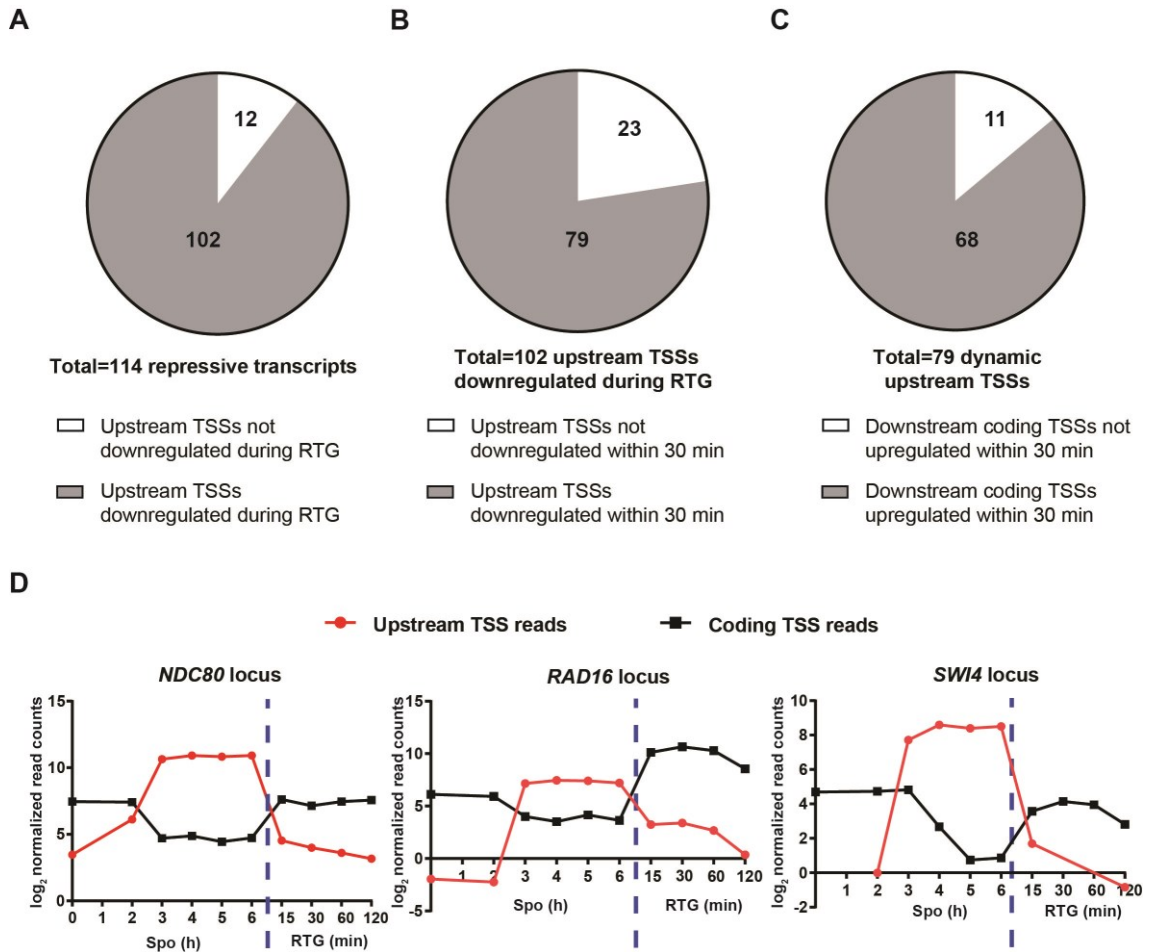 A
B
C
12
102
23
79
11
68
Total=114 repressive transcripts
Total=102 upstream TSSs
downregulated during RTG
Total=79 dynamic
upstream TSSs
Upstream TSSs not
downregulated during RTG
Upstream TSSs
downregulated during RTG
Upstream TSSs not
downregulated within 30 min
Upstream TSSs
downregulated within 30 min
Downstream coding TSSs not
upregulated within 30 min
Downstream coding TSSs
upregulated within 30 min
D
Upstream TSS reads
Coding TSS reads
NDC80 locus
log2 normalized read counts
15
10
5
0
0 1 2 3 4 5 6 15 30 60 120
Spo (h) RTG (min)
RAD16 locus
log2 normalized read counts
15
10
5
0
-5
1 2 3 4 5 6 15 30 60 120
Spo (h) RTG (min)
SWI4 locus
log2 normalized read counts
10
8
6
4
2
0
-2
1 2 3 4 5 6 15 30 60 120
Spo (h) RTG (min)